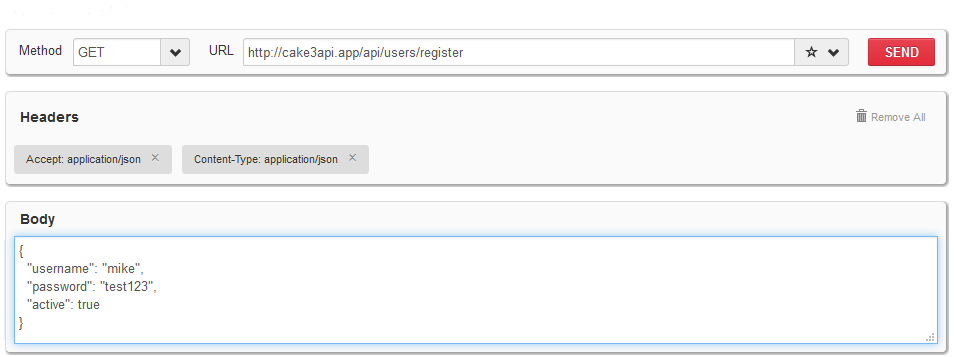 Method GET URL http://cake3api.app/api/users/register SEND
Headers Remove All
Accept: application/json × Content-Type: application/json ×
Body
{
"username": "mike",
"password": "test123",
"active": true
}